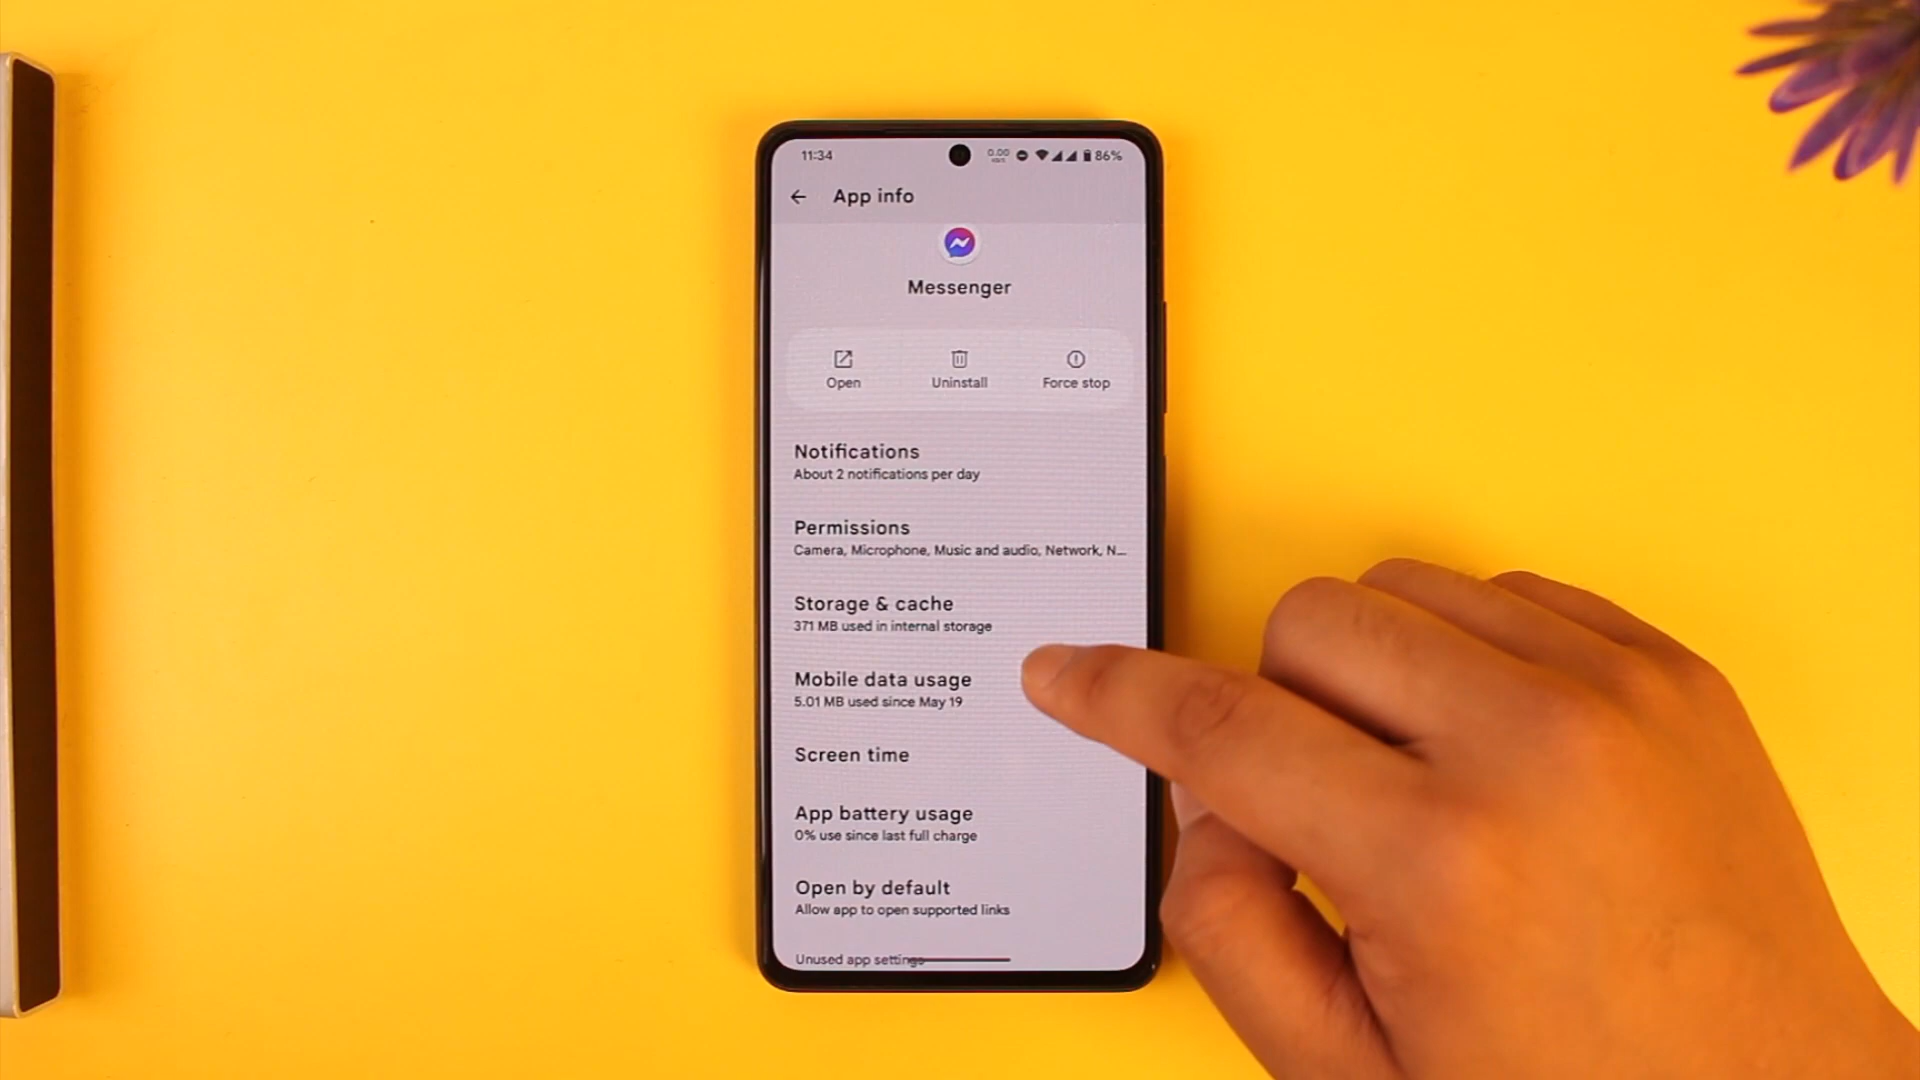 11:34
0.00
86%
App info
Messenger
Open
Uninstall
Force stop
Notifications
About 2 notifications per day
Permissions
Camera, Microphone, Music and audio, Network, N...
Storage & cache
371 MB used in internal storage
Mobile data usage
5.01 MB used since May 19
Screen time
App battery usage
0% use since last full charge
Open by default
Allow app to open supported links
Unused app settings